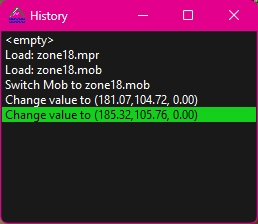 History
<empty>
Load: zone18.mpr
Load: zone18.mob
Switch Mob to zone18.mob
Change value to (181.07,104.72, 0.00)
Change value to (185.32,105.76, 0.00)